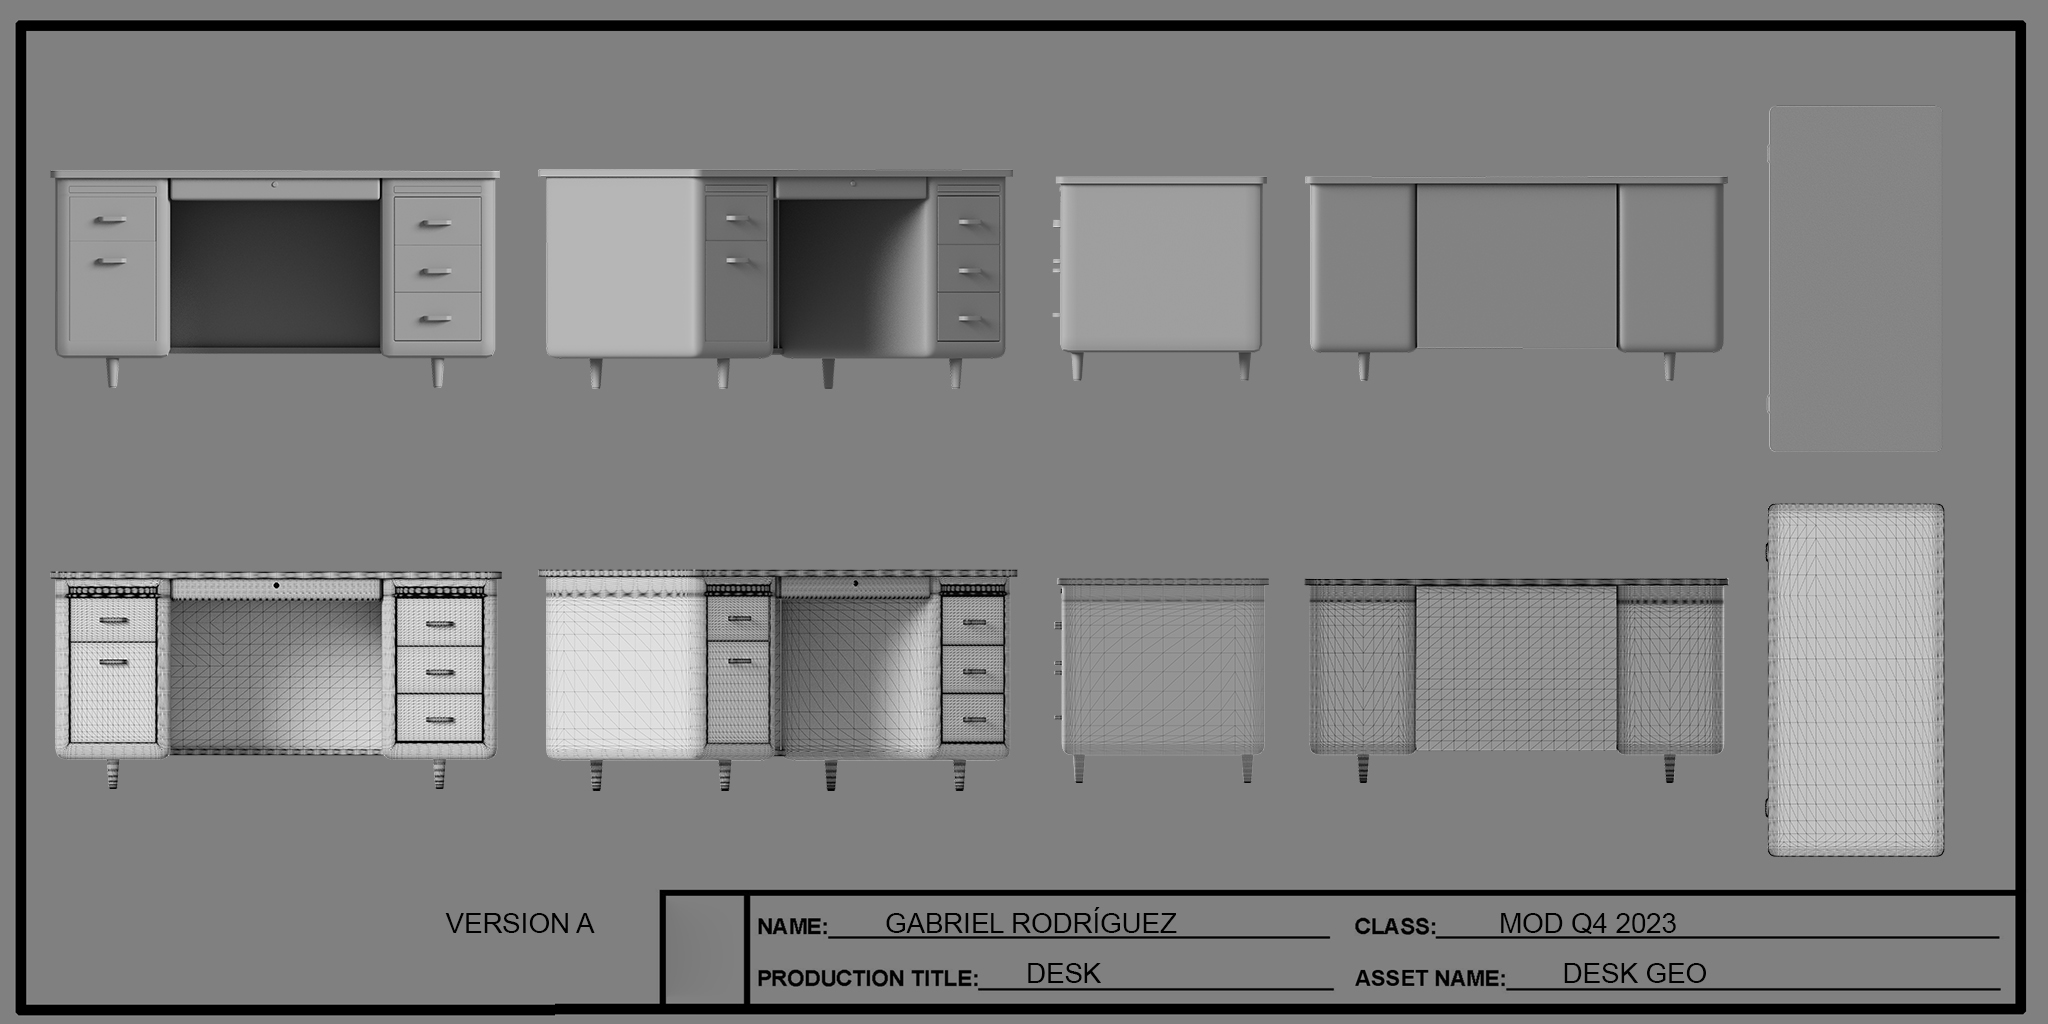 VERSION A
NAME: GABRIEL RODRÍGUEZ
CLASS: MOD Q4 2023
PRODUCTION TITLE: DESK
ASSET NAME: DESK GEO